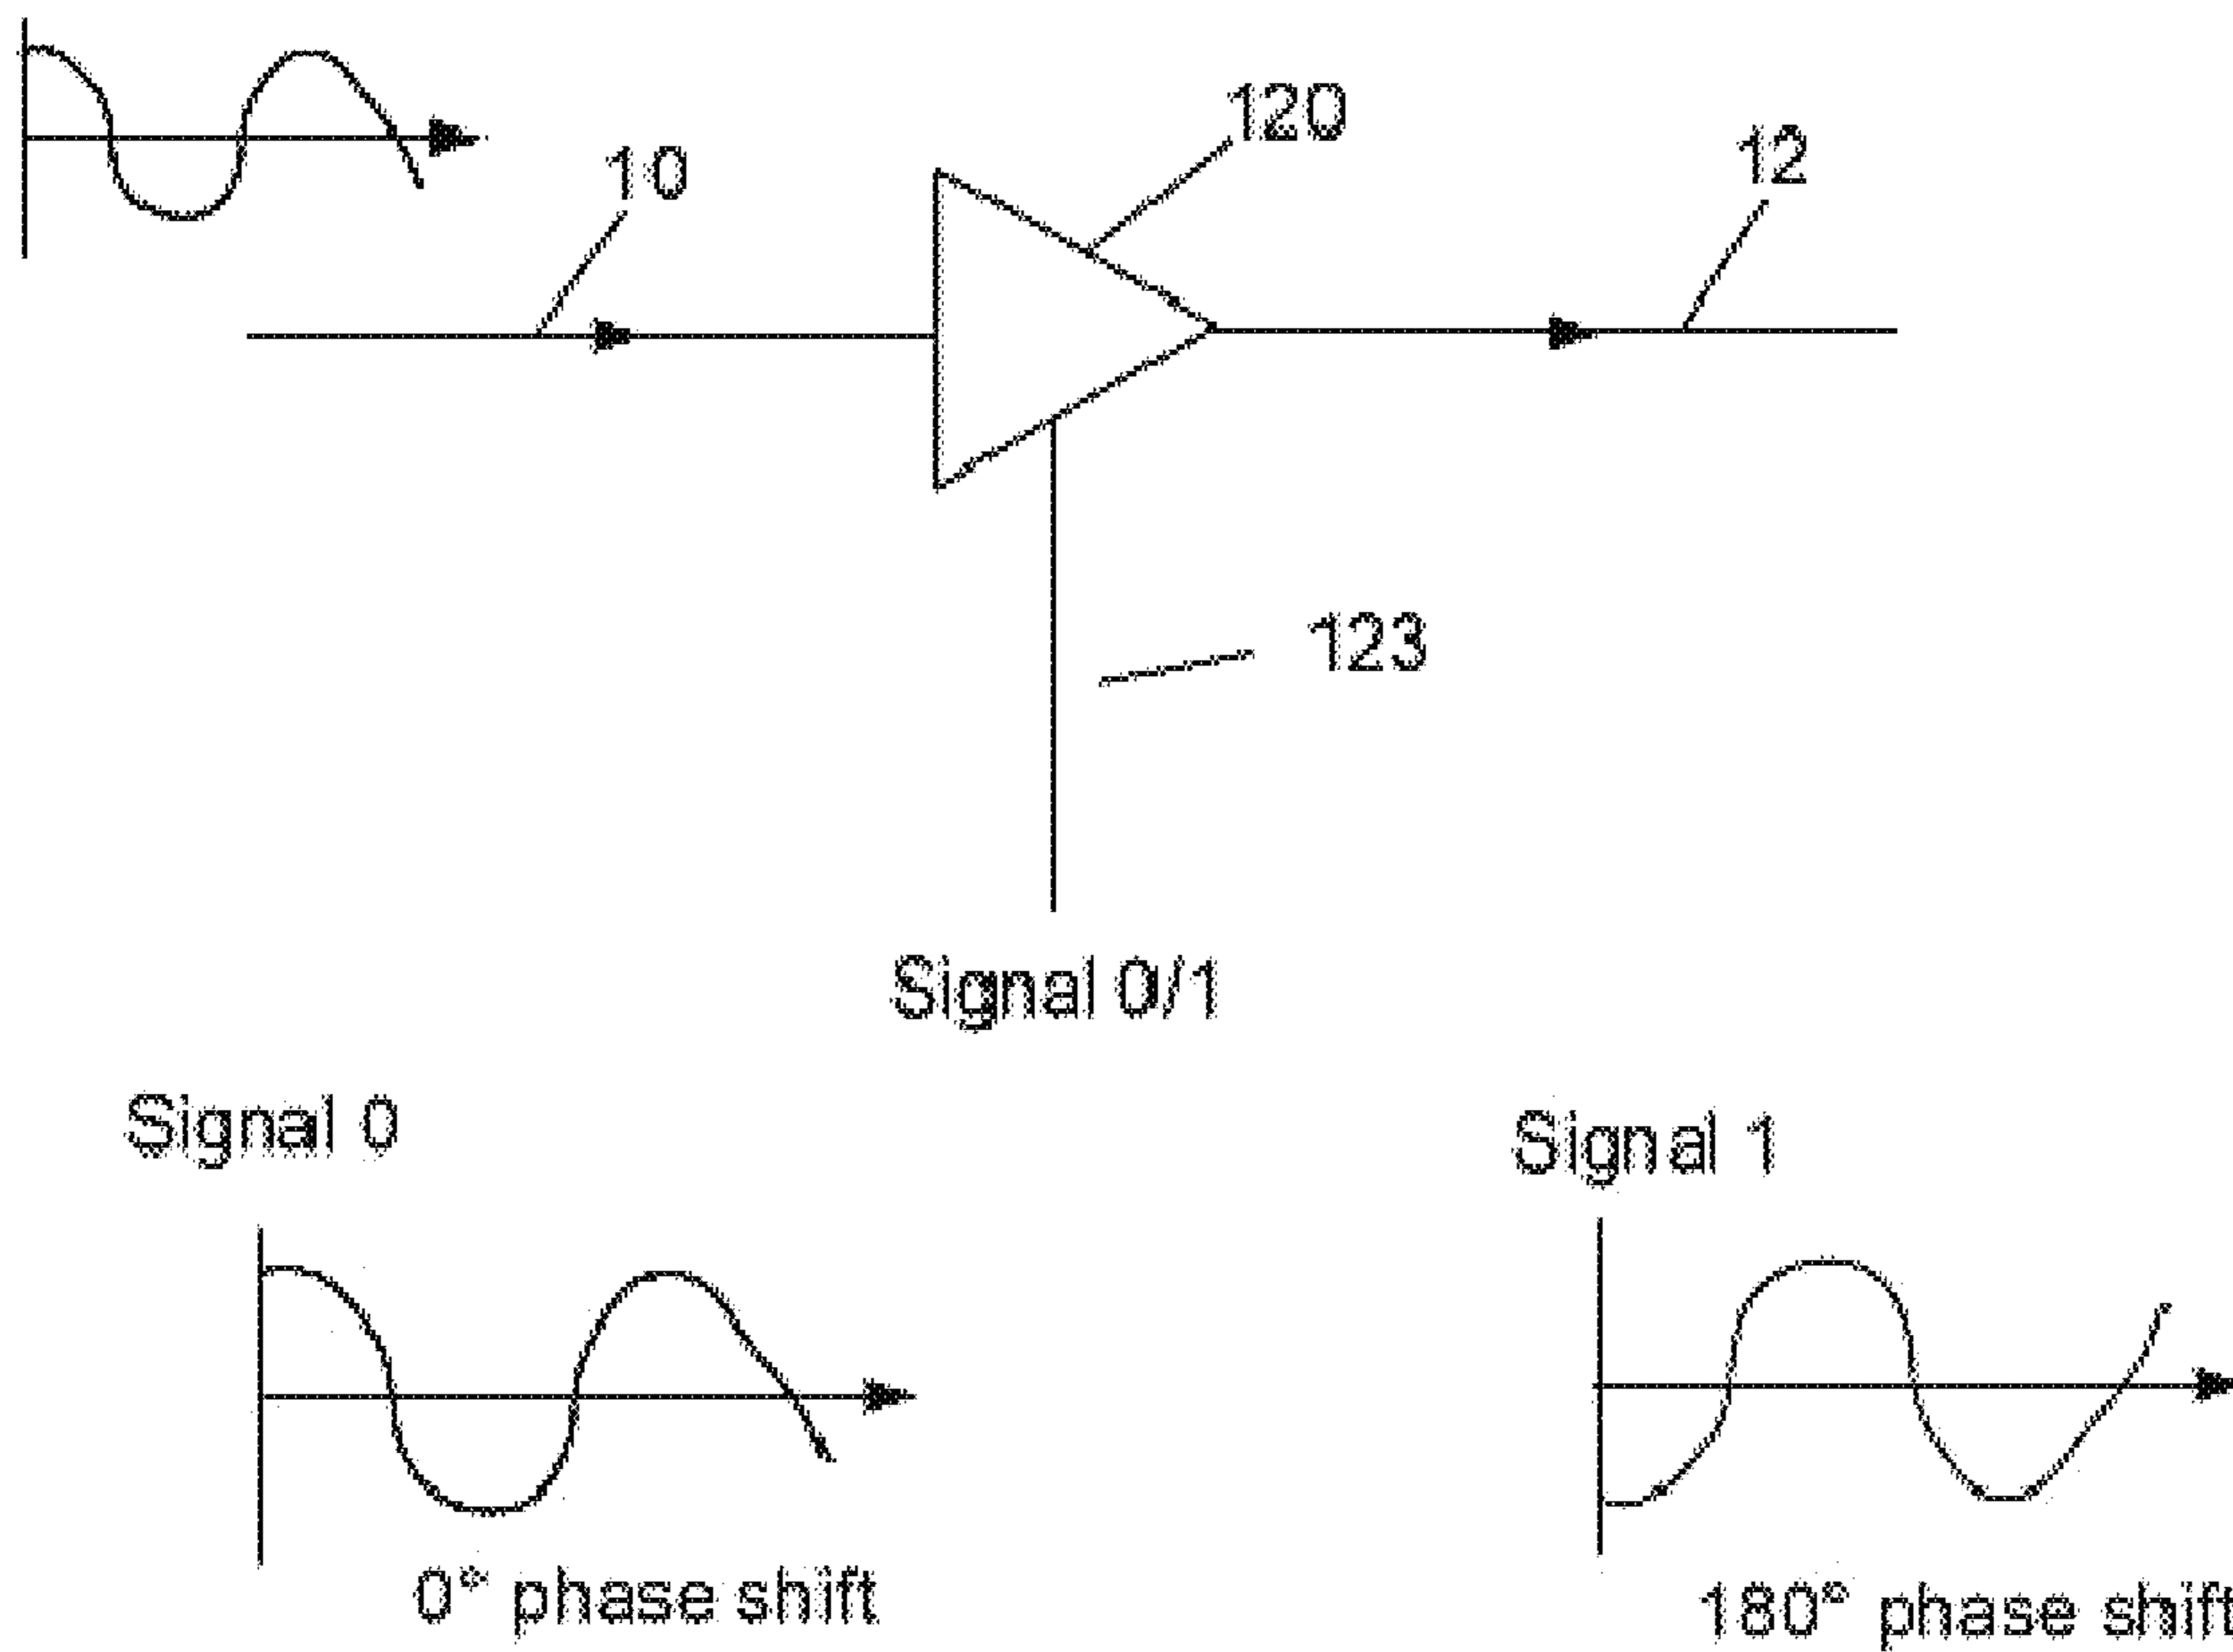 120
12
10
123
Signal 0/1
Signal 0
Signal 1
0° phase shift
180° phase shift